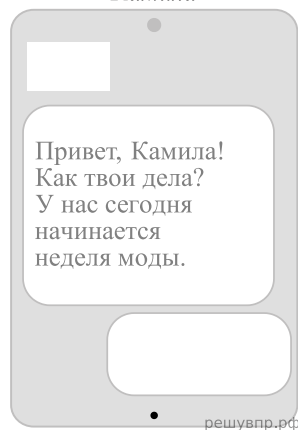 Привет, Камила!
Как твои дела?
У нас сегодня
начинается
неделя моды.
решувпр.рф